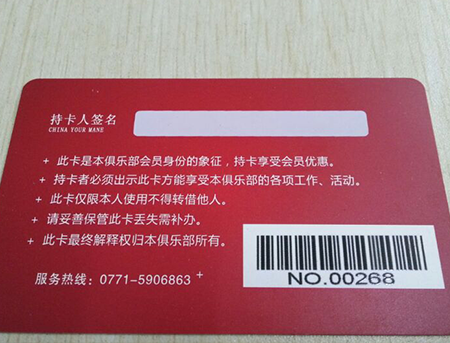 持卡人签名
CHINA YOUR MANE
+ 此卡是本俱乐部会员身份的象征，持卡享受会员优惠。
+ 持卡者必须出示此卡方能享受本俱乐部的各项工作、活动。
+ 此卡仅限本人使用不得转借他人。
+ 请妥善保管此卡丢失需补办。
+ 此卡最终解释权归本俱乐部所有。
服务热线：0771-5906863 +
NO.00268